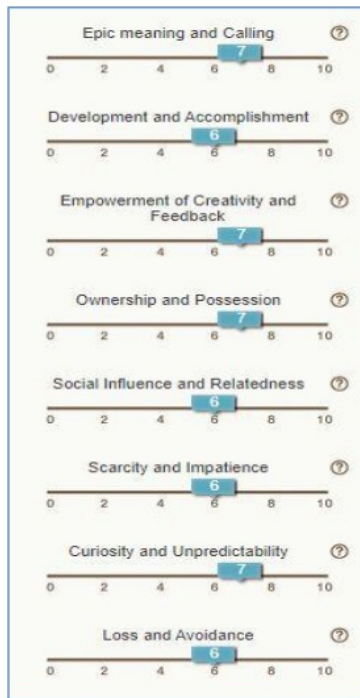 Epic meaning and Calling ?
7
0 2 4 6 8 10
Development and Accomplishment ?
6
0 2 4 6 8 10
Empowerment of Creativity and ?
Feedback
7
0 2 4 6 8 10
Ownership and Possession ?
7
0 2 4 6 8 10
Social Influence and Relatedness ?
6
0 2 4 6 8 10
Scarcity and Impatience ?
6
0 2 4 6 8 10
Curiosity and Unpredictability ?
7
0 2 4 6 8 10
Loss and Avoidance ?
6
0 2 4 6 8 10